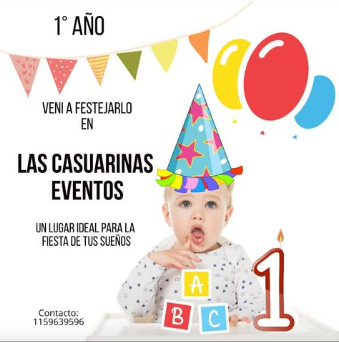 1° AÑO
VENI A FESTEJARLO
EN
LAS CASUARINAS
EVENTOS
UN LUGAR IDEAL PARA LA
FIESTA DE TUS SUEÑOS
A
B C
1
Contacto:
1159639596